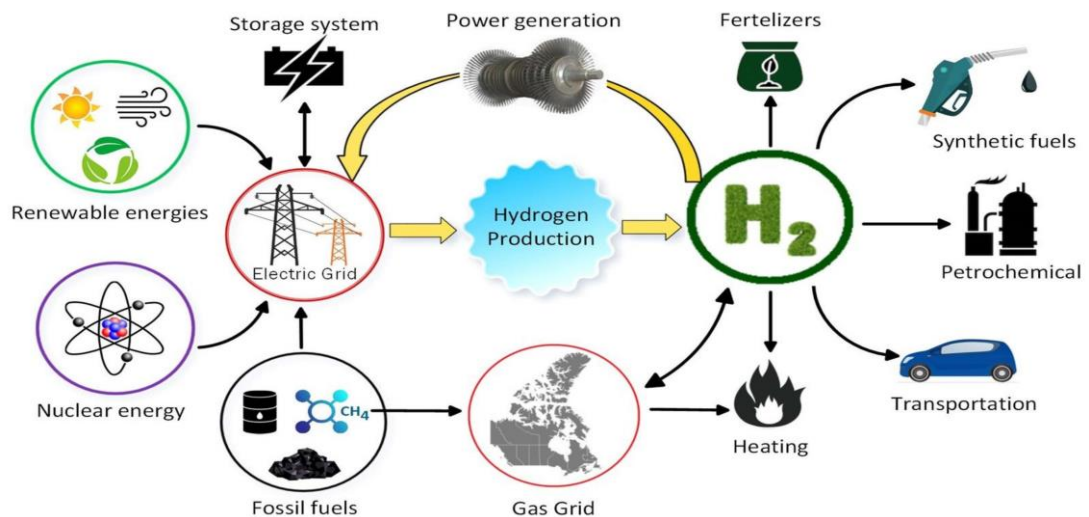 Storage system
Power generation
Fertelizers
Synthetic fuels
Renewable energies
Electric Grid
Hydrogen
Production
H2
Petrochemical
Nuclear energy
CH4
Transportation
Heating
Fossil fuels
Gas Grid